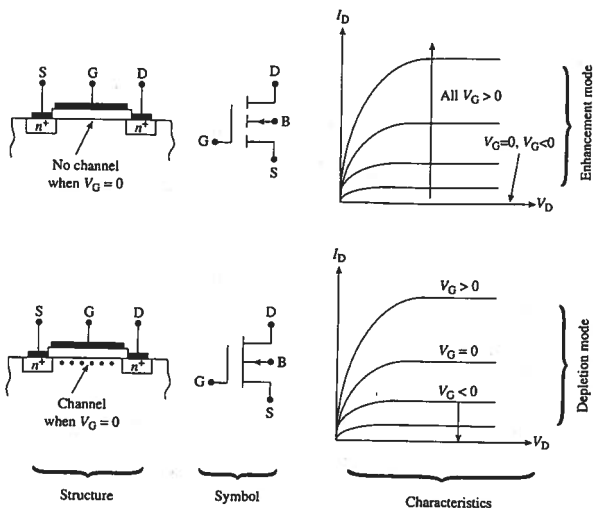 S G D
n+ n+
No channel
when VG = 0
D
B
G
S
ID
All VG > 0
VG=0, VG<0
VD
Enhancement mode
S G D
n+ n+
Channel
when VG = 0
D
B
G
S
ID
VG > 0
VG = 0
VG < 0
VD
Depletion mode
Structure
Symbol
Characteristics